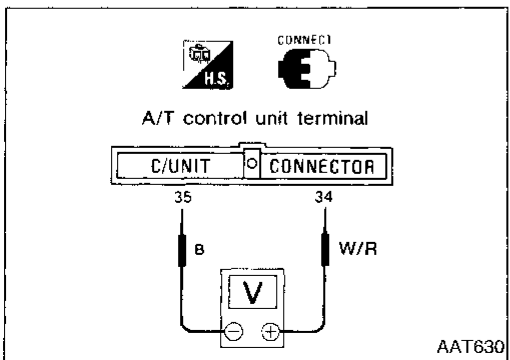 CONNECT
H.S.
A/T control unit terminal
C/UNIT CONNECTOR
35 34
B W/R
V
AAT630